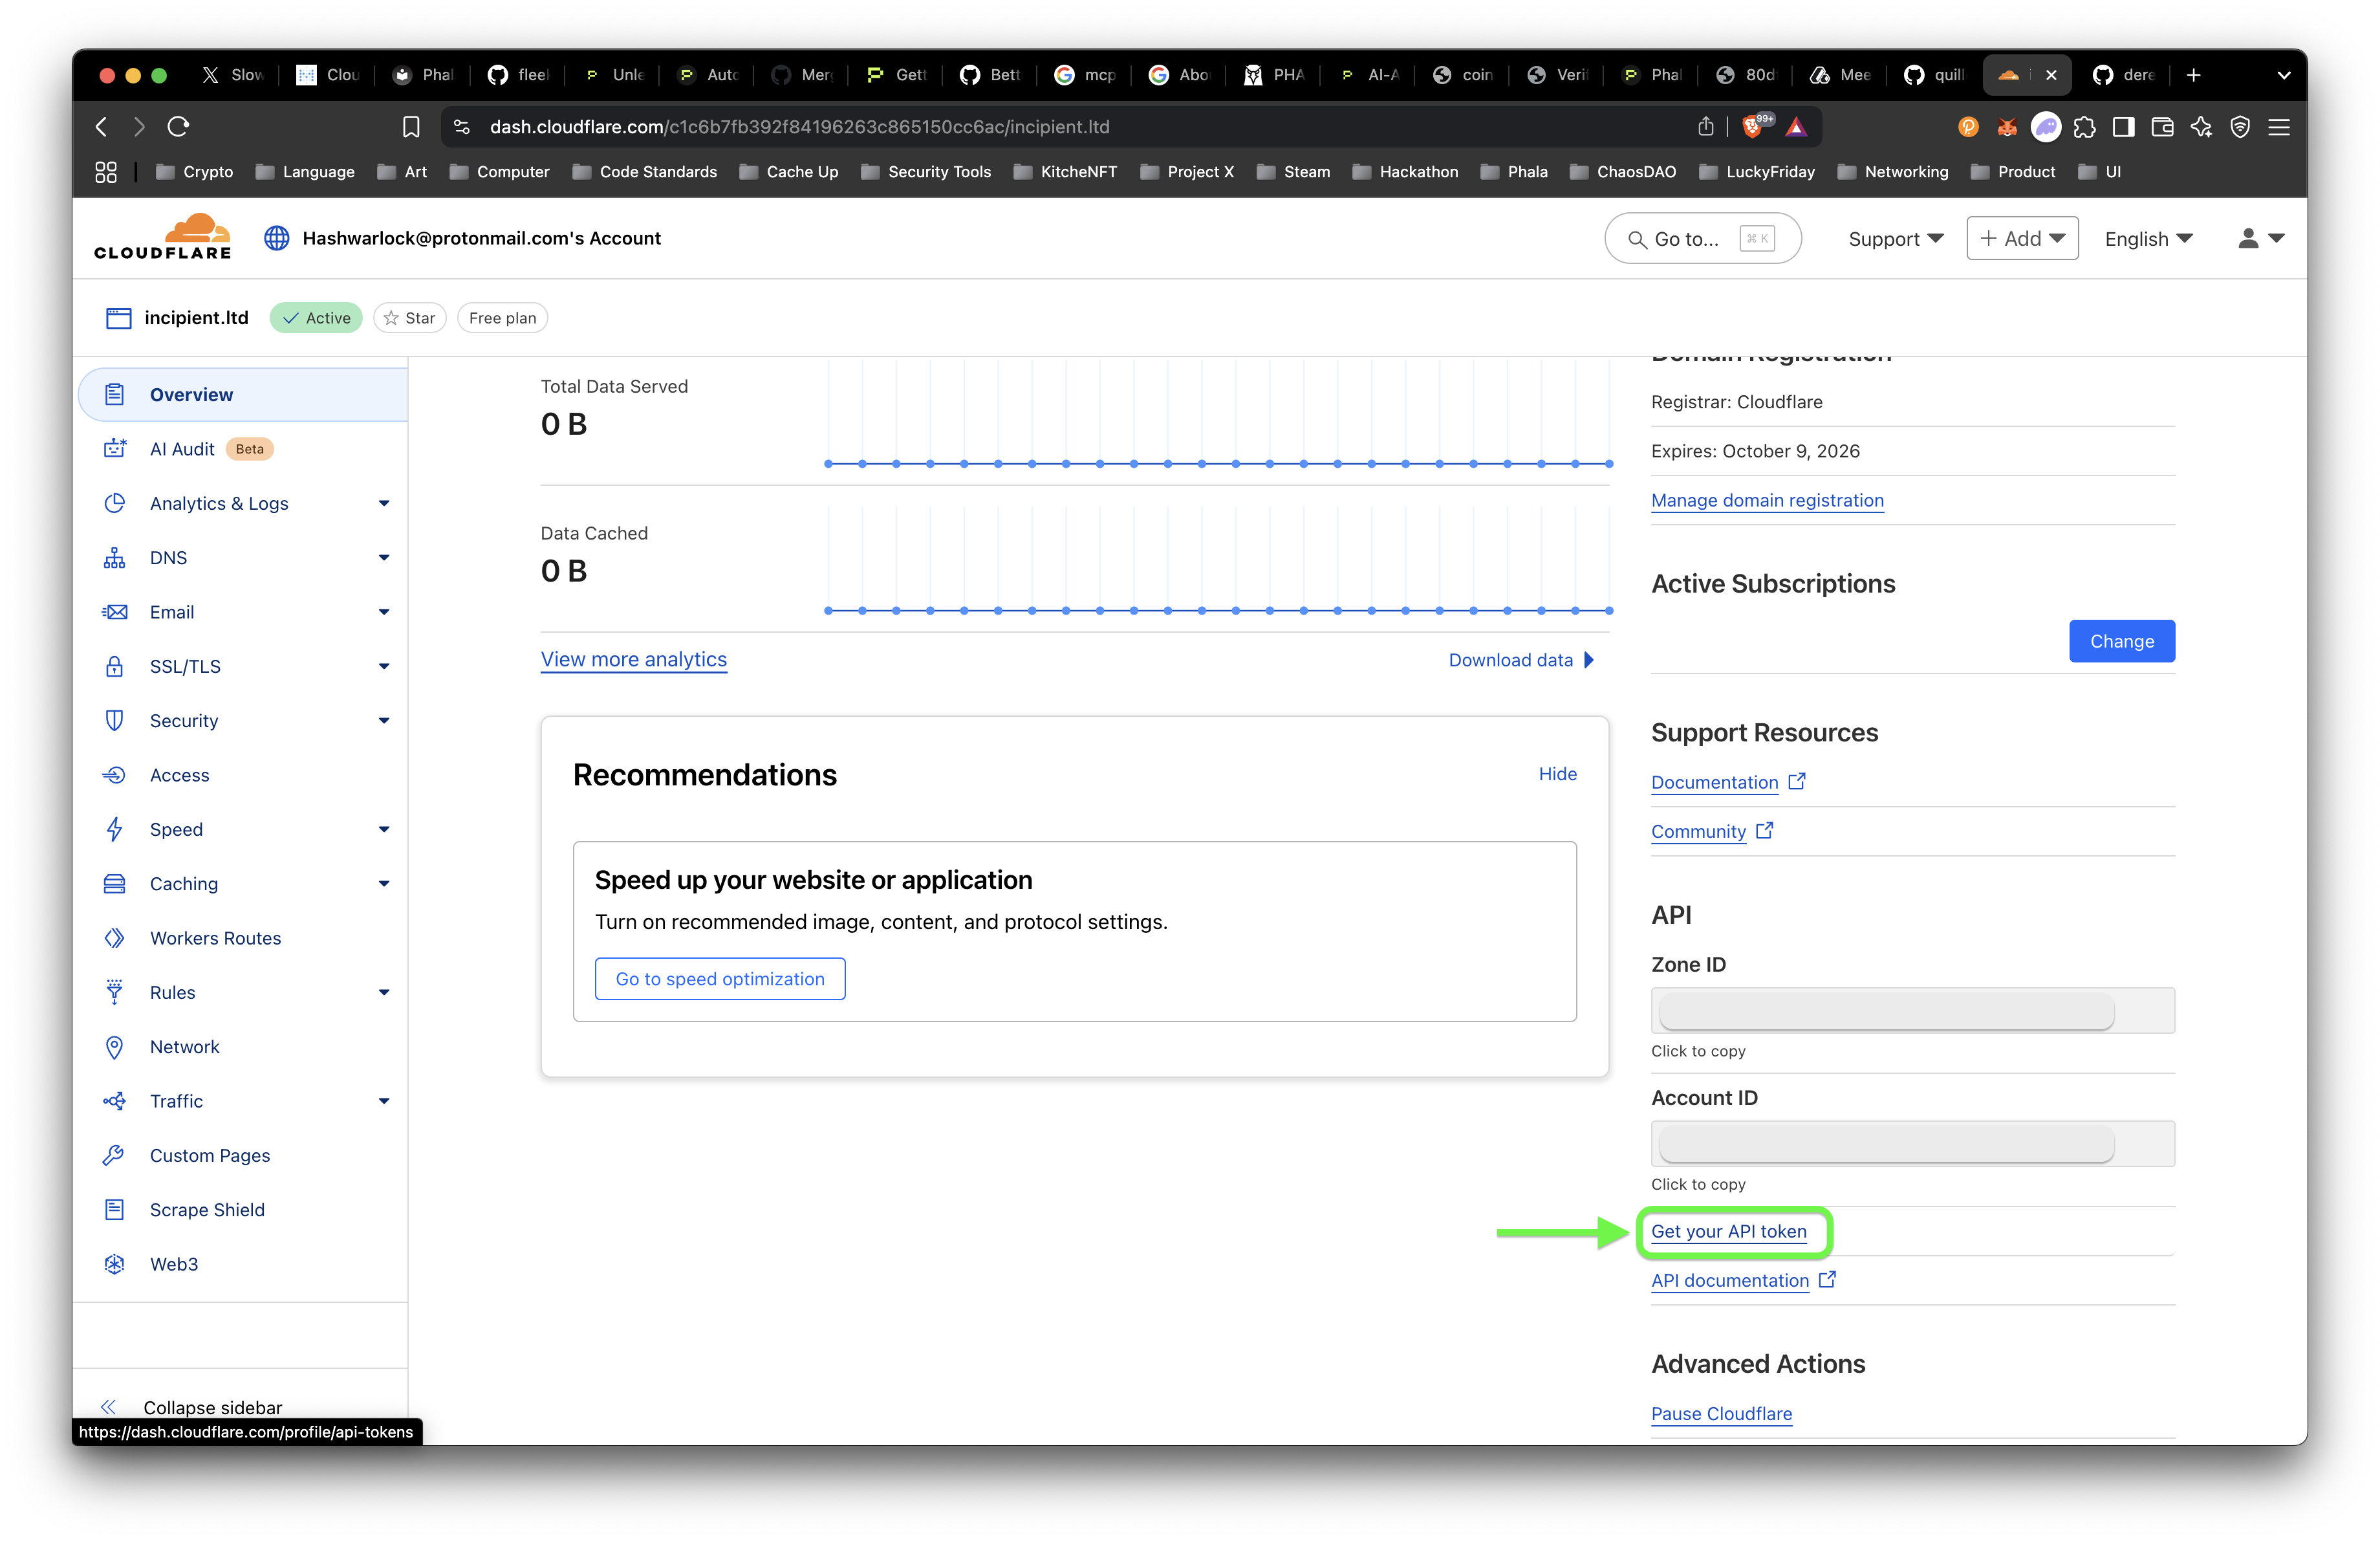 Slow
Clou
Phal
fleek
Unle
Auto
Merg
Gett
Bett
mcp
Abo
PHA
AI-A
coin
Veri
Phal
80d
Mee
quill
dere
dash.cloudflare.com/c1c6b7fb392f84196263c865150cc6ac/incipient.ltd
99+
Crypto
Language
Art
Computer
Code Standards
Cache Up
Security Tools
KitcheNFT
Project X
Steam
Hackathon
Phala
ChaosDAO
LuckyFriday
Networking
Product
UI
CLOUDFLARE
Hashwarlock@protonmail.com's Account
Go to...
⌘ K
Support
+ Add
English
incipient.ltd
Active
Star
Free plan
Overview
AI Audit
Beta
Analytics & Logs
DNS
Email
SSL/TLS
Security
Access
Speed
Caching
Workers Routes
Rules
Network
Traffic
Custom Pages
Scrape Shield
Web3
Collapse sidebar
https://dash.cloudflare.com/profile/api-tokens
Total Data Served
0 B
Data Cached
0 B
View more analytics
Download data
Recommendations
Hide
Speed up your website or application
Turn on recommended image, content, and protocol settings.
Go to speed optimization
Domain Registration
Registrar: Cloudflare
Expires: October 9, 2026
Manage domain registration
Active Subscriptions
Change
Support Resources
Documentation
Community
API
Zone ID
Click to copy
Account ID
Click to copy
Get your API token
API documentation
Advanced Actions
Pause Cloudflare